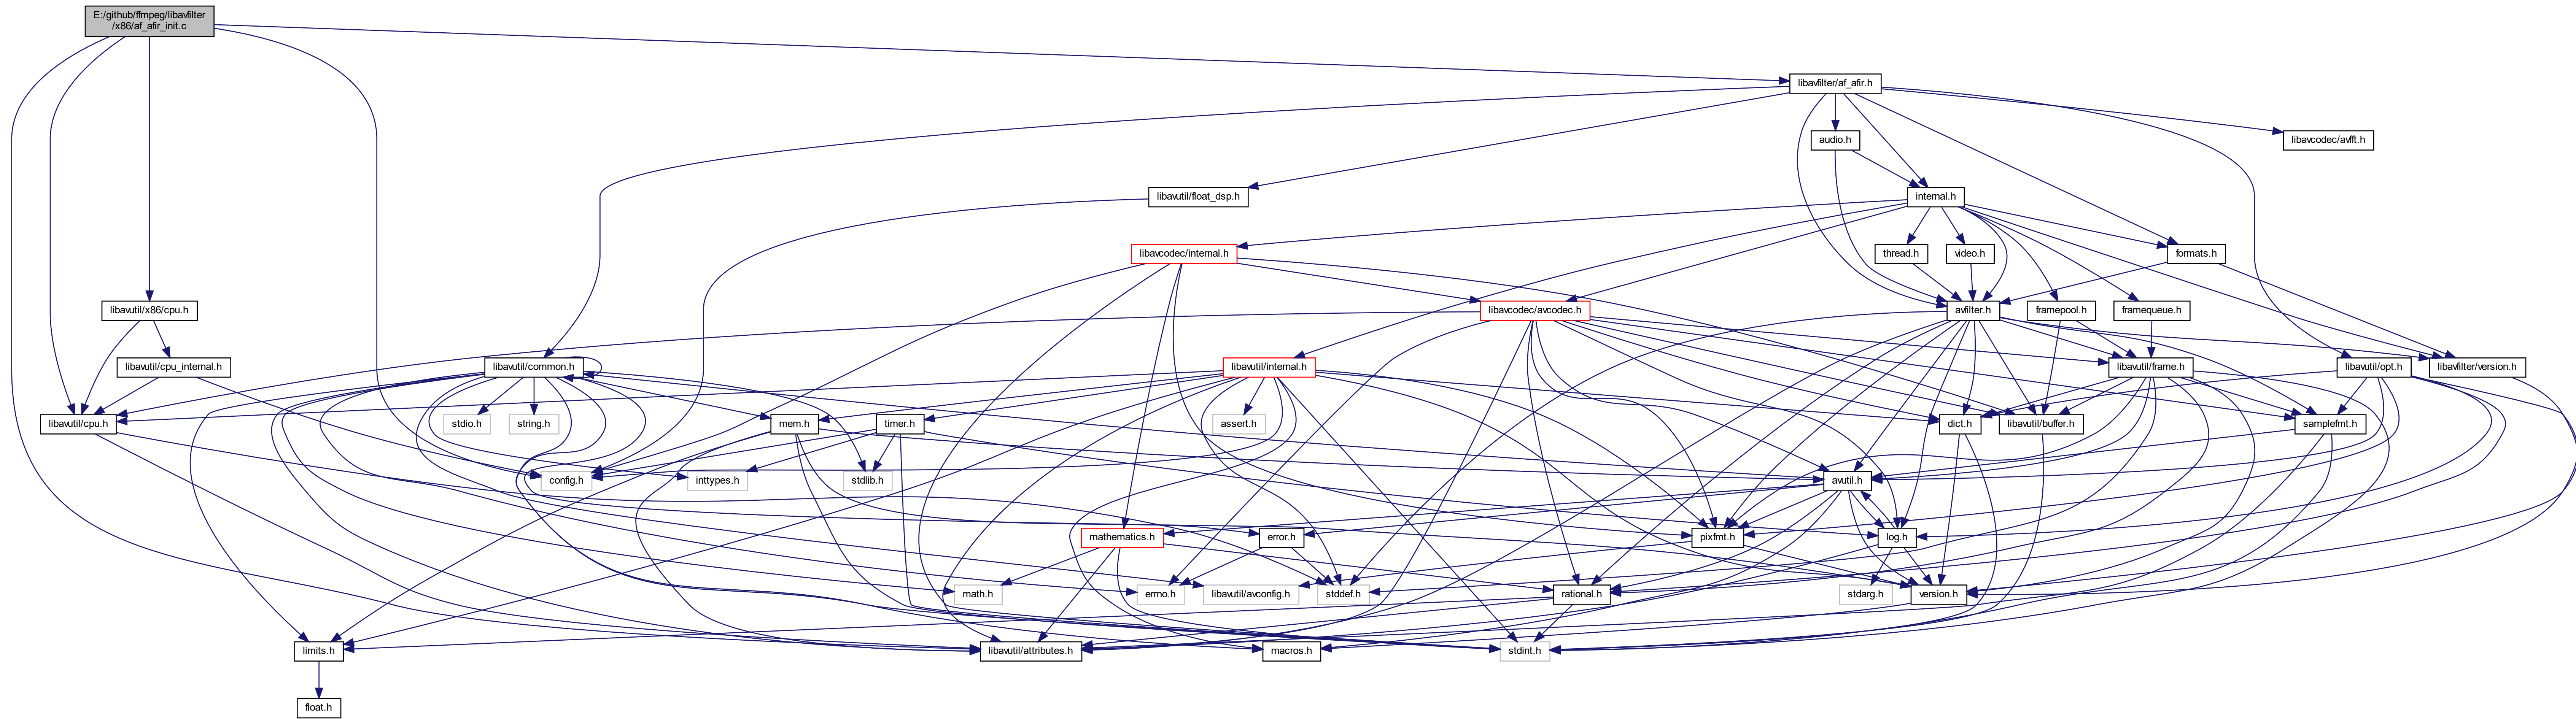 E:/github/ffmpeg/libavfilter
/x86/af_afir_init.c
libavfilter/af_afir.h
audio.h
libavcodec/avfft.h
libavutil/float_dsp.h
internal.h
libavcodec/internal.h
thread.h
video.h
formats.h
libavutil/x86/cpu.h
libavcodec/avcodec.h
avfilter.h
framepool.h
framequeue.h
libavutil/cpu_internal.h
libavutil/common.h
libavutil/internal.h
libavutil/frame.h
libavutil/opt.h
libavfilter/version.h
libavutil/cpu.h
stdio.h
string.h
mem.h
timer.h
assert.h
dict.h
libavutil/buffer.h
samplefmt.h
config.h
inttypes.h
stdlib.h
avutil.h
mathematics.h
error.h
pixfmt.h
log.h
math.h
errno.h
libavutil/avconfig.h
stddef.h
rational.h
stdarg.h
version.h
limits.h
libavutil/attributes.h
macros.h
stdint.h
float.h